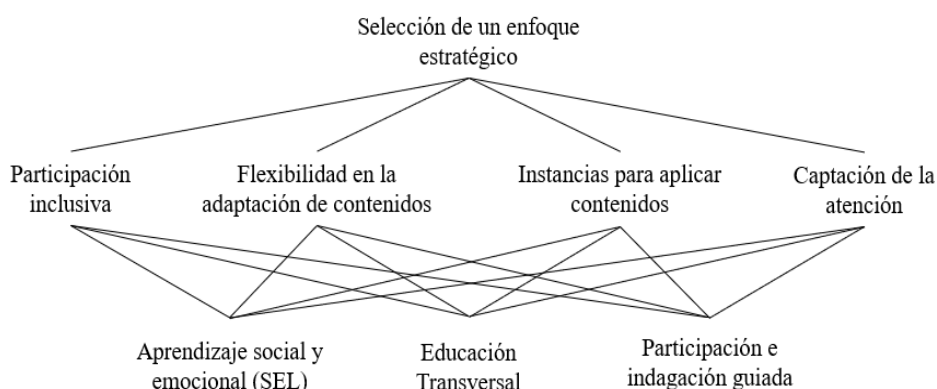 Selección de un enfoque
estratégico
Participación
inclusiva
Flexibilidad en la
adaptación de contenidos
Instancias para aplicar
contenidos
Captación de la
atención
Aprendizaje social y
emocional (SEL)
Educación
Transversal
Participación e
indagación guiada